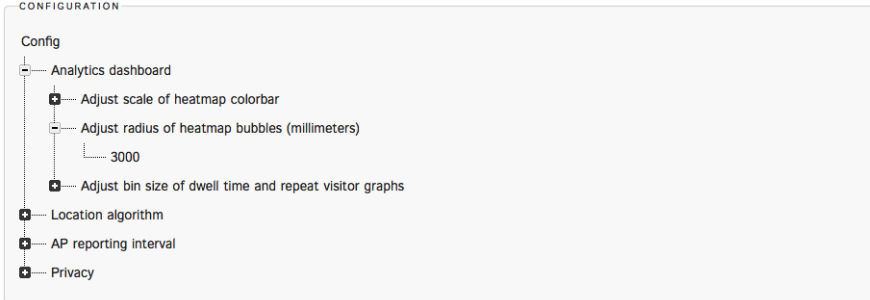 CONFIGURATION
Config
Analytics dashboard
Adjust scale of heatmap colorbar
Adjust radius of heatmap bubbles (millimeters)
3000
Adjust bin size of dwell time and repeat visitor graphs
Location algorithm
AP reporting interval
Privacy